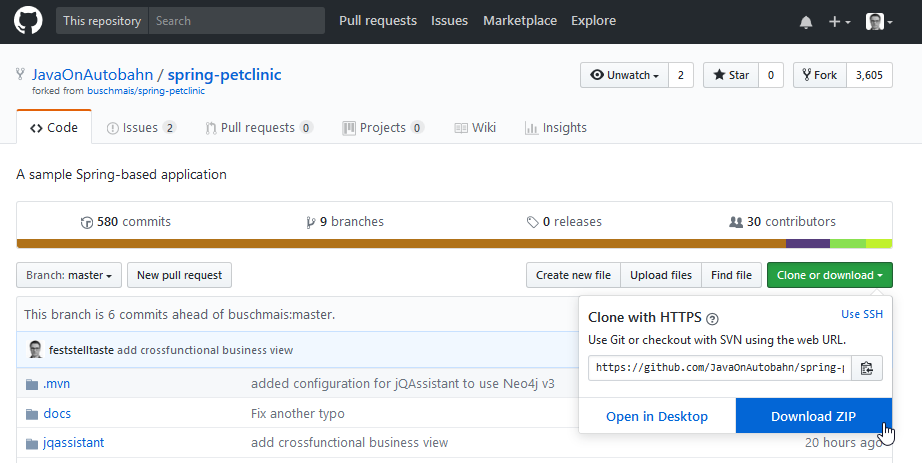 This repository Search Pull requests Issues Marketplace Explore
JavaOnAutobahn / spring-petclinic Unwatch 2 Star 0 Fork 3,605
forked from buschmais/spring-petclinic
Code Issues 2 Pull requests 0 Projects 0 Wiki Insights
A sample Spring-based application
580 commits 9 branches 0 releases 30 contributors
Branch: master New pull request Create new file Upload files Find file Clone or download
This branch is 6 commits ahead of buschmais:master.
feststelltaste add crossfunctional business view
.mvn added configuration for jQAssistant to use Neo4j v3
docs Fix another typo
jqassistant add crossfunctional business view 20 hours ago
Clone with HTTPS ? Use SSH
Use Git or checkout with SVN using the web URL.
https://github.com/JavaOnAutobahn/spring-p
Open in Desktop Download ZIP